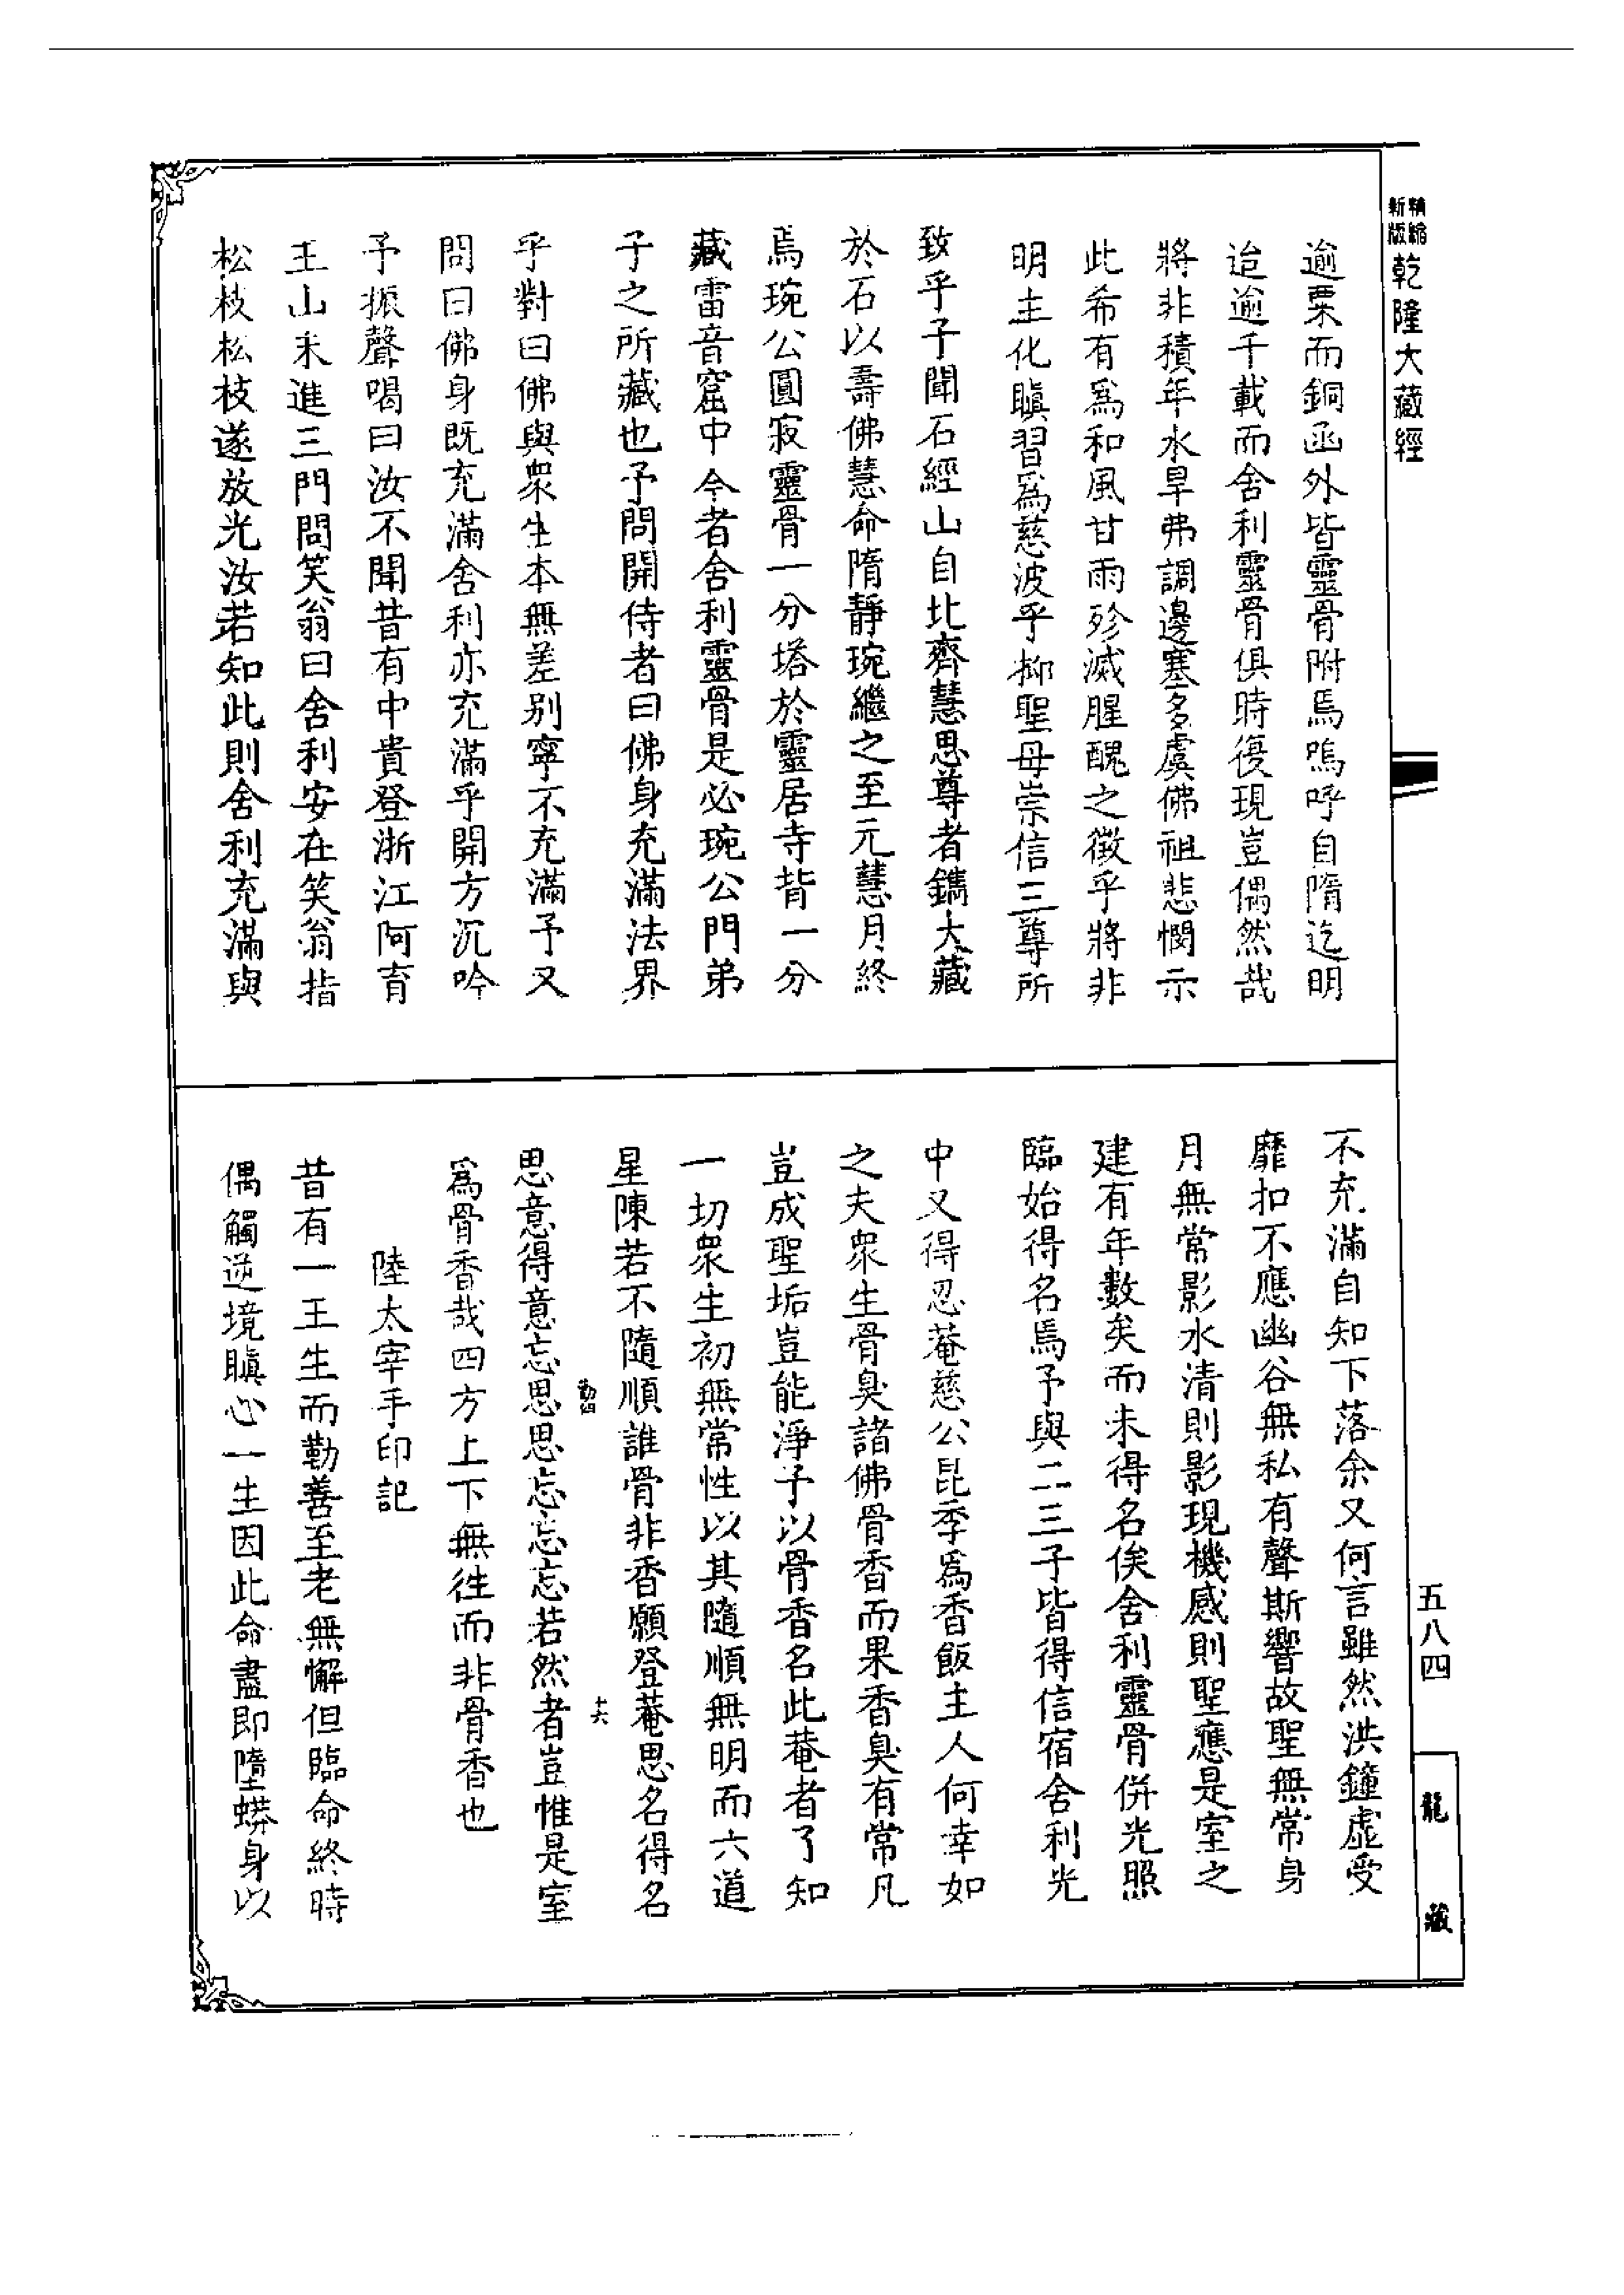 精縮新版乾隆大藏經
逾粟而銅函外皆靈骨附焉嗚呼自隋迄明
迨逾千載而舍利靈骨俱時復現豈偶然哉
將非積年水旱弗調邊塞多虞佛祖悲憫示
此希有爲和風甘雨殄滅腥醜之徵乎將非
明主化瞋習爲慈波乎抑聖母崇信三尊所
致乎予聞石經山自北齊慧思尊者鐫大藏
於石以壽佛慧命隋靜琬繼之至元慧月終
焉琬公圓寂靈骨一分塔於靈居寺背一分
藏雷音窟中今者舍利靈骨是必琬公門弟
子之所藏也予問開侍者曰佛身充滿法界
乎對曰佛與衆生本無差別寧不充滿予又
問曰佛身既充滿舍利亦充滿乎開方沉吟
予振聲喝曰汝不聞昔有中貴登浙江阿育
王山未進三門問笑翁曰舍利安在笑翁指
松枝松枝遂放光汝若知此則舍利充滿與
不充滿自知下落余又何言雖然洪鐘虛受
靡扣不應幽谷無私有聲斯響故聖無常身
月無常影水清則影現機感則聖應是室之
建有年數矣而未得名俟舍利靈骨併光照
臨始得名焉予與二三子皆得信宿舍利光
中又得忍菴慈公昆季爲香飯主人何幸如
之夫衆生骨臭諸佛骨香而果香臭有常凡
豈成聖垢豈能淨予以骨香名此菴者了知
一切衆生初無常性以其隨順無明而六道
星陳若不隨順誰骨非香願登菴思名得名
思意得意忘思思忘忘忘若然者豈惟是室
爲骨香哉四方上下無徃而非骨香也
陸太宰手印記
昔有一王生而勤善至老無懈但臨命終時
偶觸逆境瞋心一生因此命盡即墮蟒身以
十六
五八四
龍藏